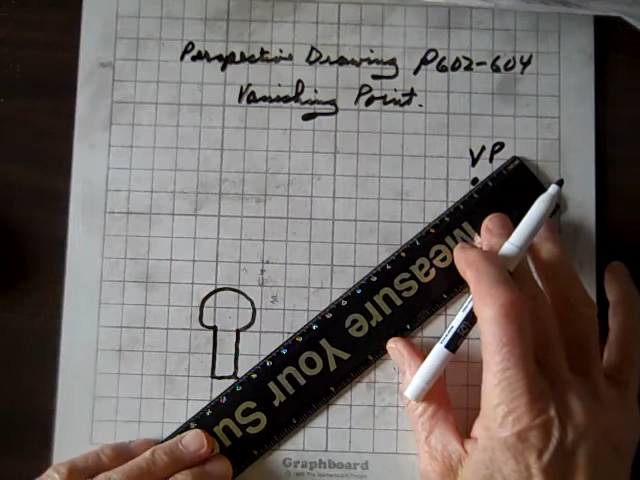 Perspective Drawing P602-604
Vanishing Point.
VP
Measure Your Su
Graphboard